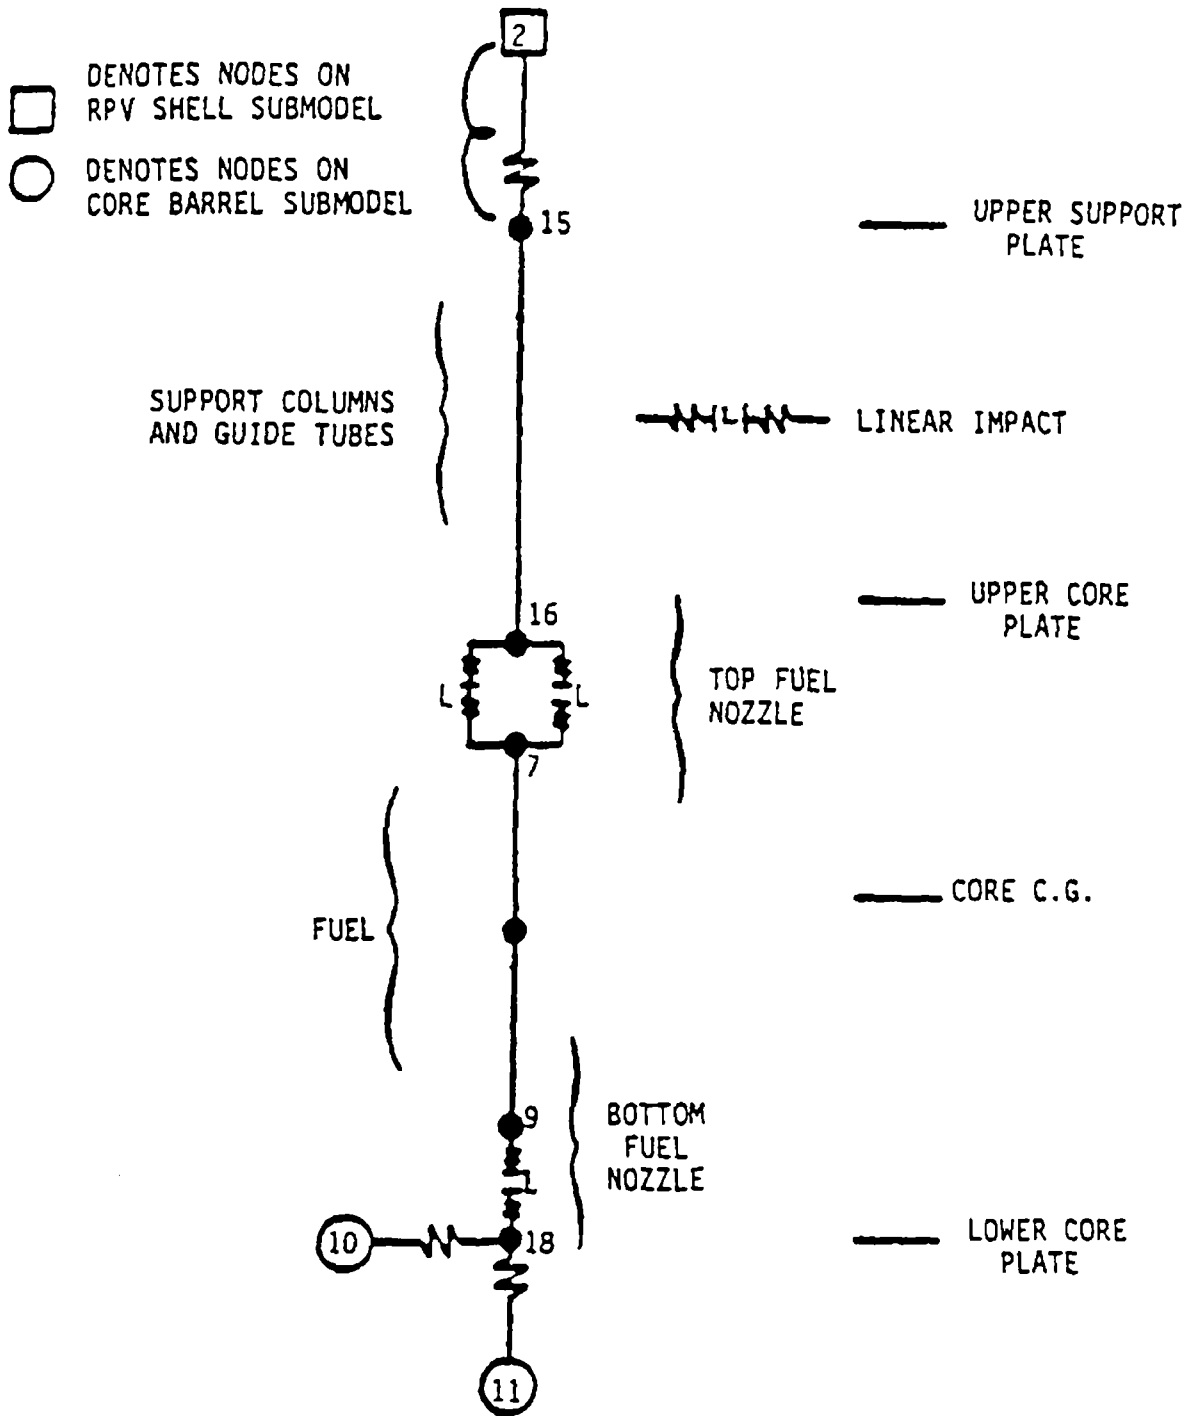 2
DENOTES NODES ON
RPV SHELL SUBMODEL
DENOTES NODES ON
CORE BARREL SUBMODEL
15
UPPER SUPPORT
PLATE
SUPPORT COLUMNS
AND GUIDE TUBES
L
LINEAR IMPACT
16
UPPER CORE
PLATE
L
L
TOP FUEL
NOZZLE
7
CORE C.G.
FUEL
9
BOTTOM
FUEL
NOZZLE
L
10
18
LOWER CORE
PLATE
11